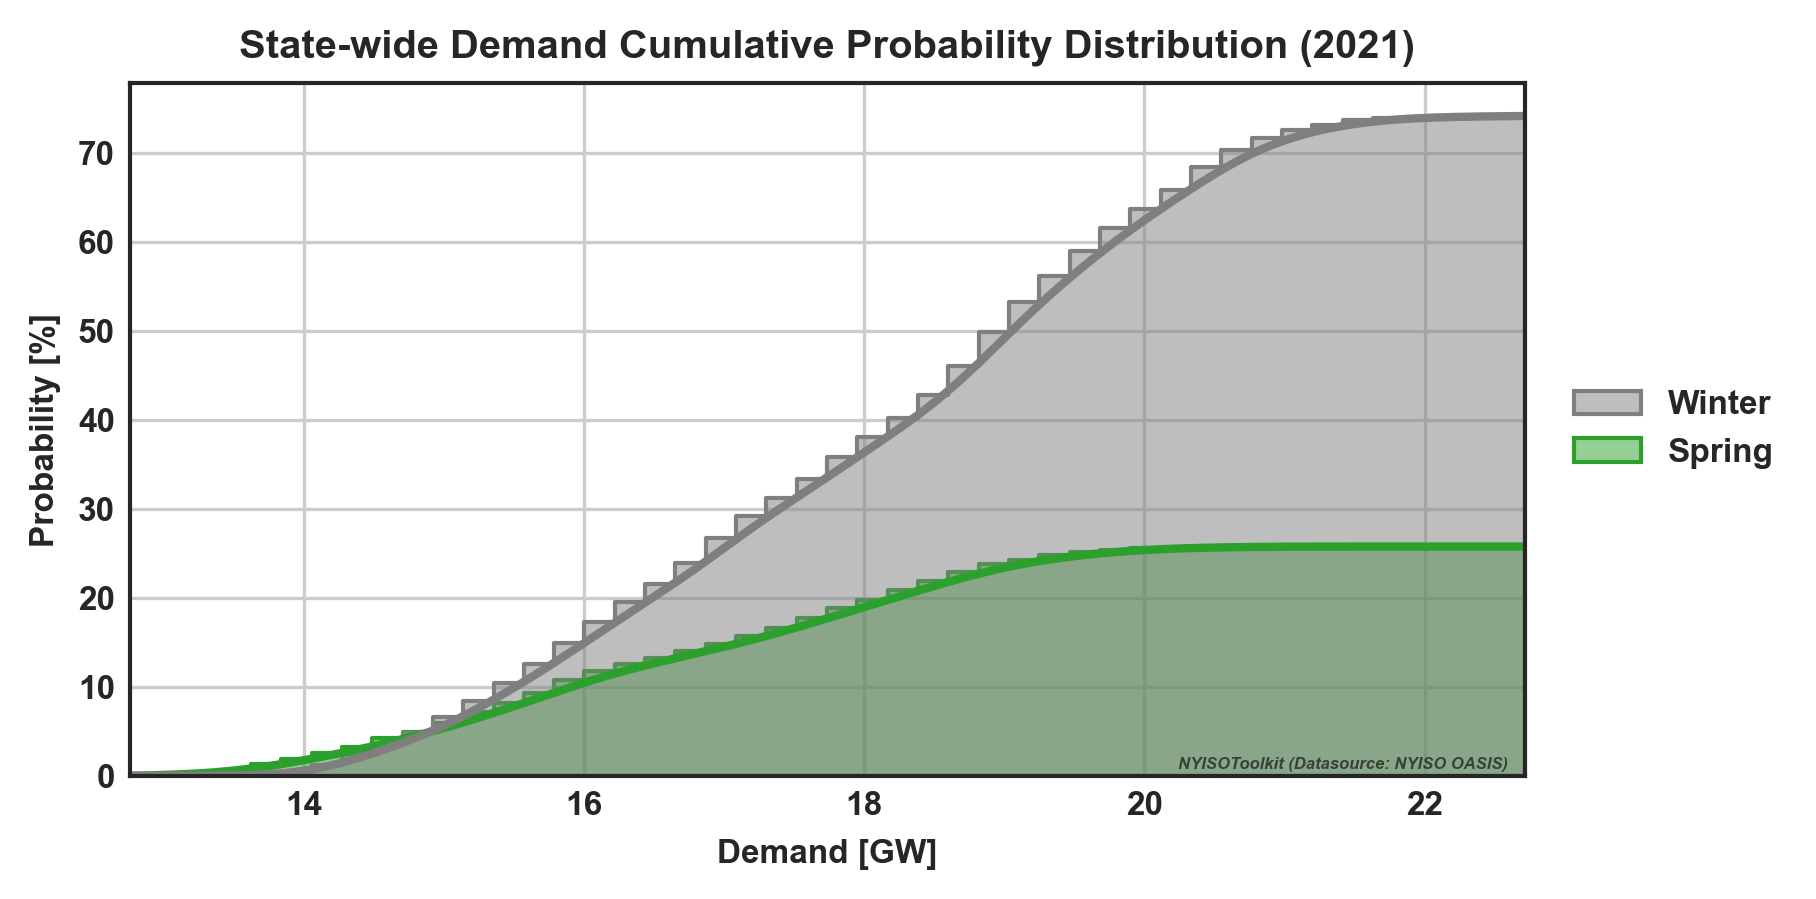 State-wide Demand Cumulative Probability Distribution (2021)
Probability [%]
70
60
50
40
30
20
10
0
14 16 18 20 22
Demand [GW]
Winter
Spring
NYISOToolkit (Datasource: NYISO OASIS)